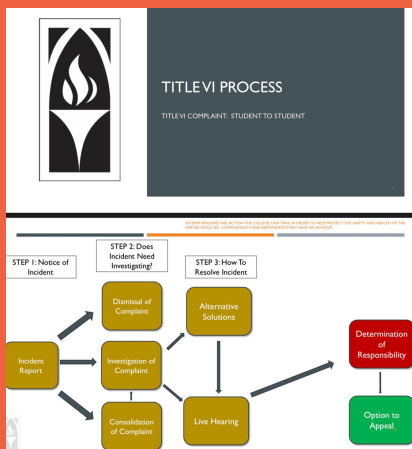 TITLE VI PROCESS
TITLE VI COMPLAINT: STUDENT TO STUDENT
INTERIM MEASURES ARE ACTION THE COLLEGE CAN TAKE IN ORDER TO HELP PROTECT THE SAFETY AND HEALTH OF THE
PARTIES INVOLVED. COMPLAINANTS AND RESPONDENTS MAY HAVE AN ADVISOR.
STEP 1: Notice of
Incident
STEP 2: Does
Incident Need
Investigating?
STEP 3: How To
Resolve Incident
Incident
Report
Dismissal of
Complaint
Investigation of
Complaint
Consolidation
of Complaint
Alternative
Solutions
Live Hearing
Determination
of
Responsibility
Option to
Appeal